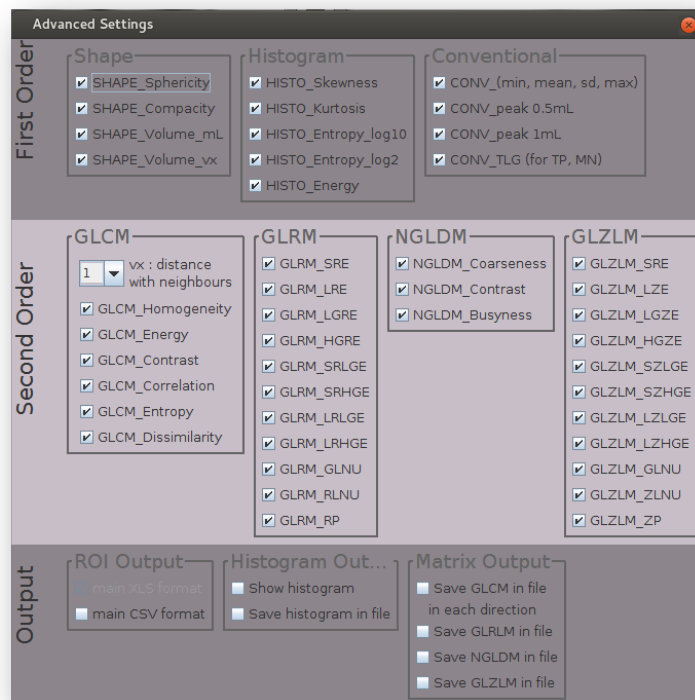 Advanced Settings
First Order
Shape
SHAPE_Sphericity
SHAPE_Compacity
SHAPE_Volume_mL
SHAPE_Volume_vx
Histogram
HISTO_Skewness
HISTO_Kurtosis
HISTO_Entropy_log10
HISTO_Entropy_log2
HISTO_Energy
Conventional
CONV_(min, mean, sd, max)
CONV_peak 0.5mL
CONV_peak 1mL
CONV_TLG (for TP, MN)
Second Order
GLCM
1 vx : distance
with neighbours
GLCM_Homogeneity
GLCM_Energy
GLCM_Contrast
GLCM_Correlation
GLCM_Entropy
GLCM_Dissimilarity
GLRM
GLRM_SRE
GLRM_LRE
GLRM_LGRE
GLRM_HGRE
GLRM_SRLGE
GLRM_SRHGE
GLRM_LRLGE
GLRM_LRHGE
GLRM_GLNU
GLRM_RLNU
GLRM_RP
NGLDM
NGLDM_Coarseness
NGLDM_Contrast
NGLDM_Busyness
GLZLM
GLZLM_SRE
GLZLM_LZE
GLZLM_LGZE
GLZLM_HGZE
GLZLM_SZLGE
GLZLM_SZHGE
GLZLM_LZLGE
GLZLM_LZHGE
GLZLM_GLNU
GLZLM_ZLNU
GLZLM_ZP
Output
ROI Output
main XLS format
main CSV format
Histogram Out...
Show histogram
Save histogram in file
Matrix Output
Save GLCM in file
in each direction
Save GLRLM in file
Save NGLDM in file
Save GLZLM in file